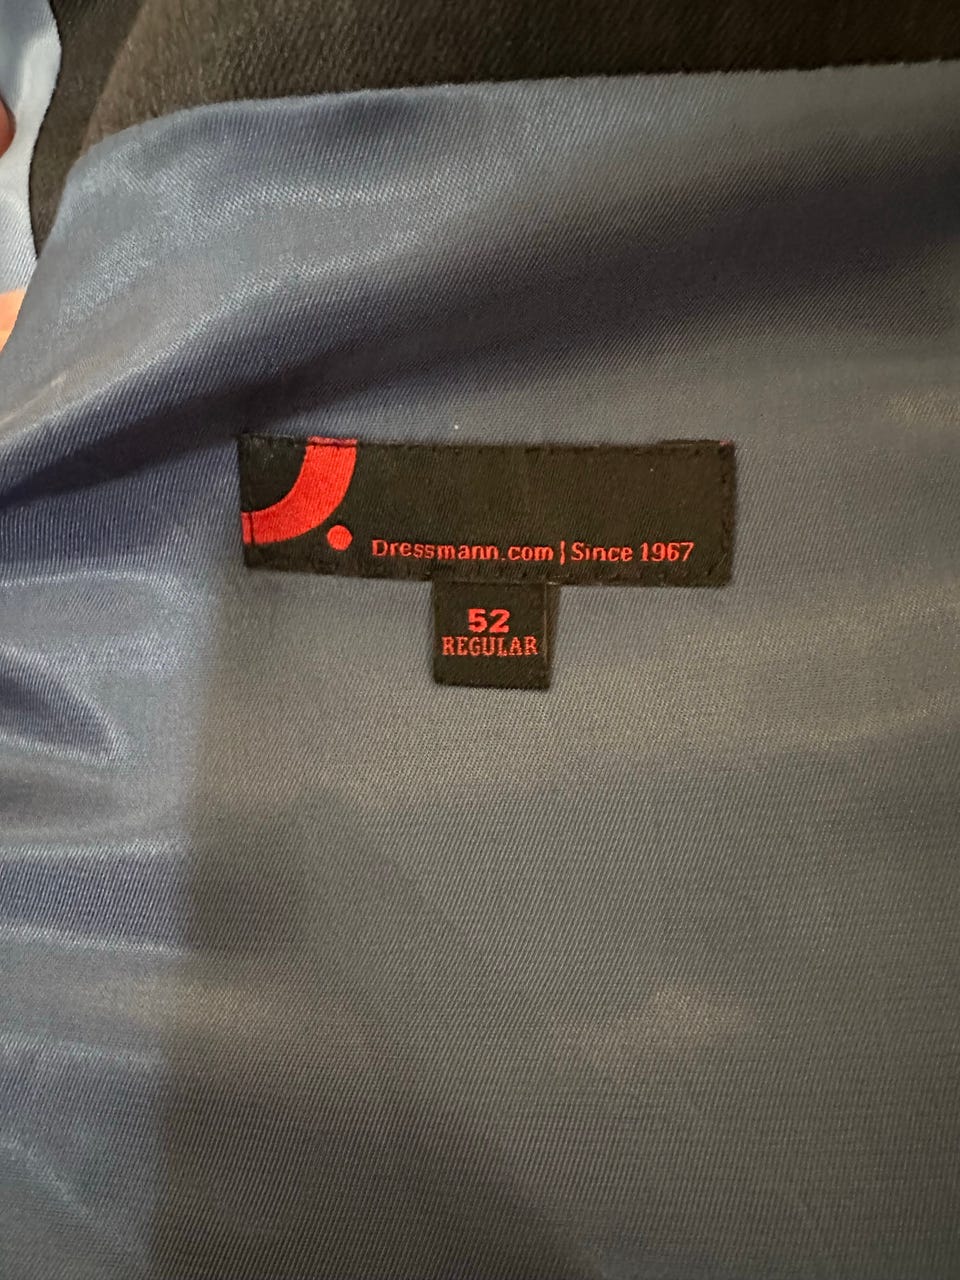 Dressmann.com | Since 1967
52
REGULAR